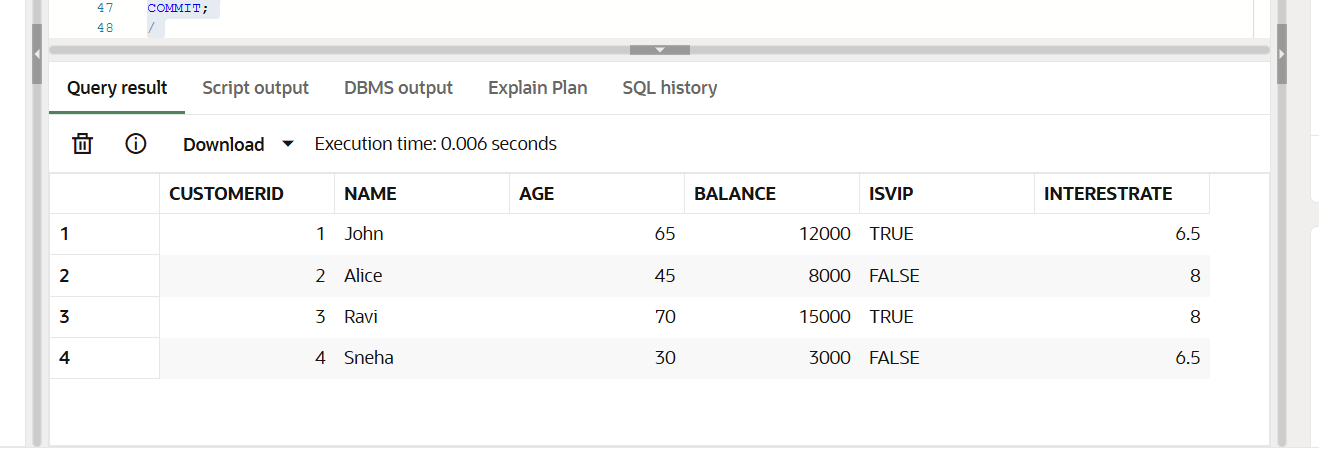 47 COMMIT;
48 /
Query result Script output DBMS output Explain Plan SQL history
Download Execution time: 0.006 seconds
CUSTOMERID NAME AGE BALANCE ISVIP INTERESTRATE
1 1 John 65 12000 TRUE 6.5
2 2 Alice 45 8000 FALSE 8
3 3 Ravi 70 15000 TRUE 8
4 4 Sneha 30 3000 FALSE 6.5